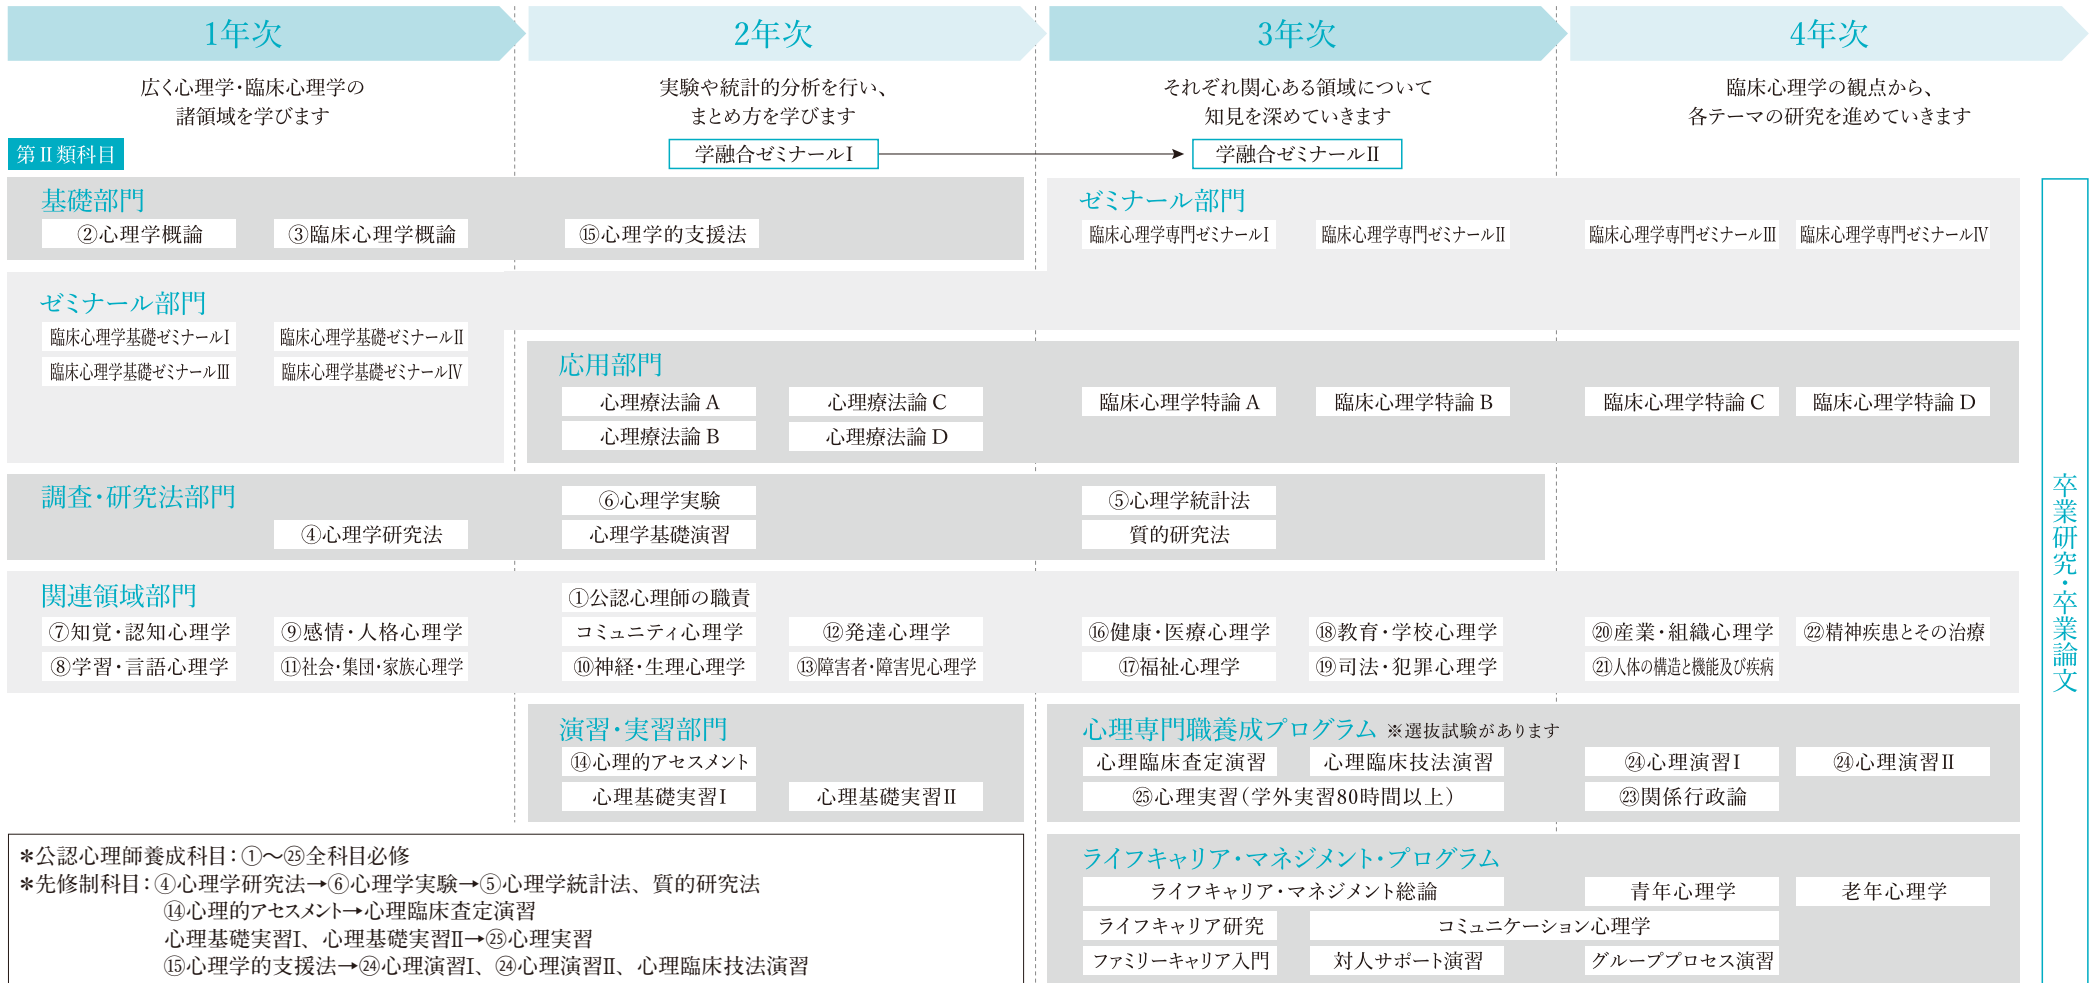 1年次
2年次
3年次
4年次
広く心理学・臨床心理学の
諸領域を学びます
実験や統計的分析を行い、
まとめ方を学びます
それぞれ関心ある領域について
知見を深めていきます
臨床心理学の観点から、
各テーマの研究を進めていきます
第Ⅱ類科目
学融合ゼミナールⅠ
学融合ゼミナールⅡ
基礎部門
②心理学概論
③臨床心理学概論
⑮心理学的支援法
ゼミナール部門
臨床心理学専門ゼミナールⅠ
臨床心理学専門ゼミナールⅡ
臨床心理学専門ゼミナールⅢ
臨床心理学専門ゼミナールⅣ
ゼミナール部門
臨床心理学基礎ゼミナールⅠ
臨床心理学基礎ゼミナールⅡ
臨床心理学基礎ゼミナールⅢ
臨床心理学基礎ゼミナールⅣ
応用部門
心理療法論 A
心理療法論 C
臨床心理学特論 A
臨床心理学特論 B
臨床心理学特論 C
臨床心理学特論 D
心理療法論 B
心理療法論 D
調査・研究法部門
⑥心理学実験
⑤心理学統計法
④心理学研究法
心理学基礎演習
質的研究法
関連領域部門
①公認心理師の職責
⑦知覚・認知心理学
⑨感情・人格心理学
コミュニティ心理学
⑫発達心理学
⑯健康・医療心理学
⑱教育・学校心理学
⑳産業・組織心理学
㉒精神疾患とその治療
⑧学習・言語心理学
⑪社会・集団・家族心理学
⑩神経・生理心理学
⑬障害者・障害児心理学
⑰福祉心理学
⑲司法・犯罪心理学
㉑人体の構造と機能及び疾病
演習・実習部門
⑭心理的アセスメント
心理基礎実習Ⅰ
心理基礎実習Ⅱ
心理専門職養成プログラム ※選抜試験があります
心理臨床査定演習
心理臨床技法演習
㉔心理演習Ⅰ
㉔心理演習Ⅱ
㉕心理実習（学外実習80時間以上）
㉓関係行政論
ライフキャリア・マネジメント・プログラム
ライフキャリア・マネジメント総論
青年心理学
老年心理学
ライフキャリア研究
コミュニケーション心理学
ファミリーキャリア入門
対人サポート演習
グループプロセス演習
卒業研究・卒業論文
＊公認心理師養成科目：①～㉕全科目必修
＊先修制科目：④心理学研究法→⑥心理学実験→⑤心理学統計法、質的研究法
⑭心理的アセスメント→心理臨床査定演習
心理基礎実習Ⅰ、心理基礎実習Ⅱ→㉕心理実習
⑮心理学的支援法→㉔心理演習Ⅰ、㉔心理演習Ⅱ、心理臨床技法演習